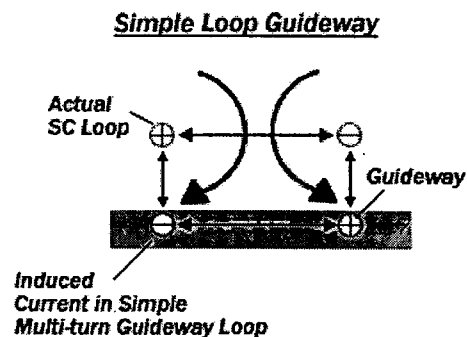 Simple Loop Guideway
Actual
SC Loop
Guideway
Induced
Current in Simple
Multi-turn Guideway Loop